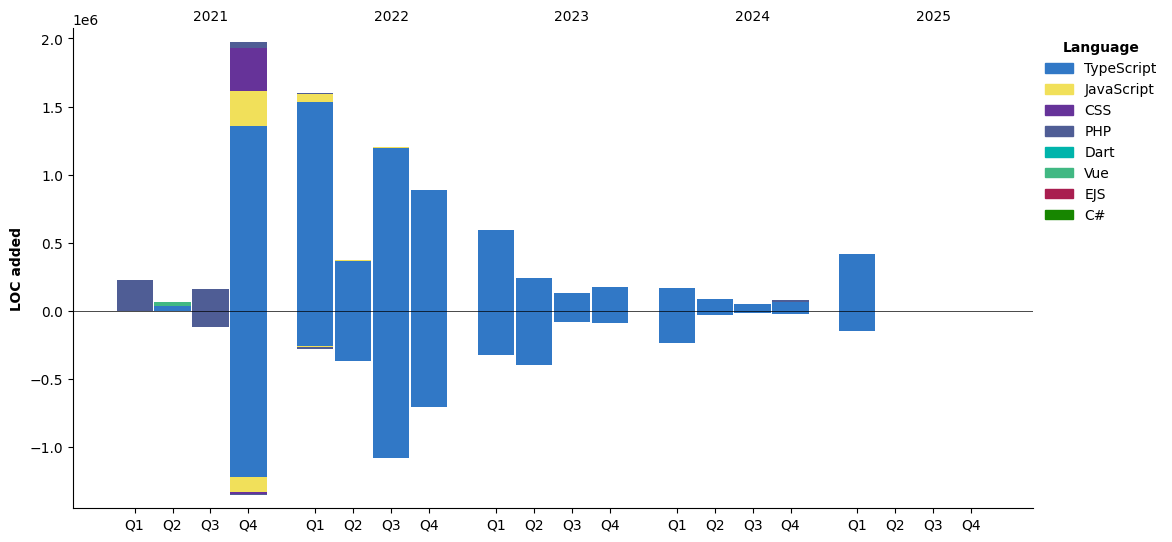 1e6
2021 2022 2023 2024 2025
2.0
1.5
1.0
0.5
0.0
−0.5
−1.0
LOC added
Q1 Q2 Q3 Q4 Q1 Q2 Q3 Q4 Q1 Q2 Q3 Q4 Q1 Q2 Q3 Q4 Q1 Q2 Q3 Q4
Language
TypeScript
JavaScript
CSS
PHP
Dart
Vue
EJS
C#